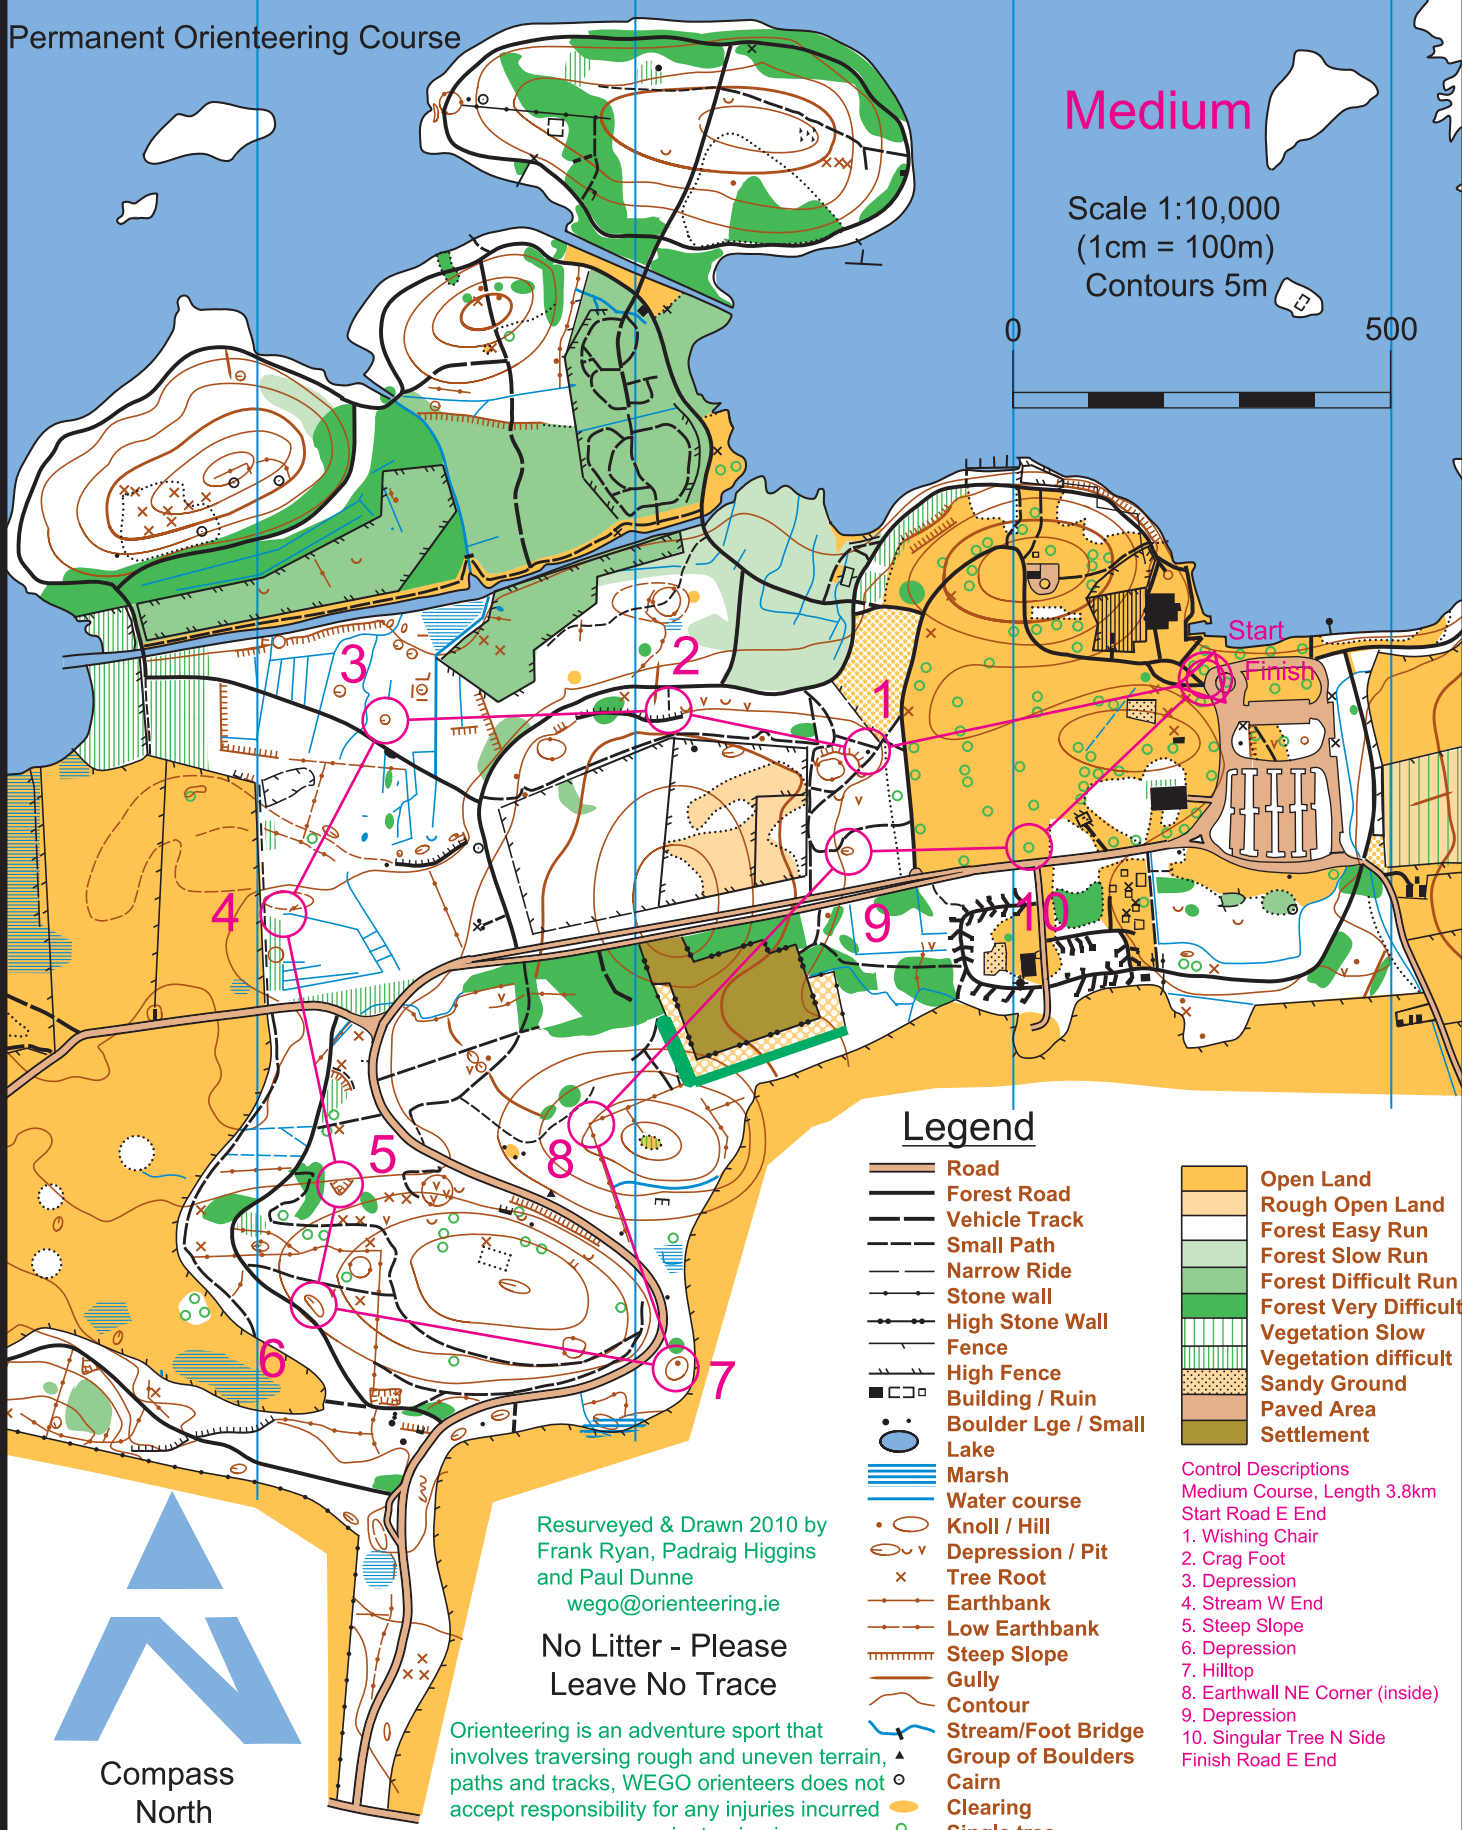 Permanent Orienteering Course
Medium
Scale 1:10,000
(1cm = 100m)
Contours 5m
0
500
Start
Finish
1
2
3
4
5
6
7
8
9
10
Legend
Road
Forest Road
Vehicle Track
Small Path
Narrow Ride
Stone wall
High Stone Wall
Fence
High Fence
Building / Ruin
Boulder Lge / Small
Lake
Marsh
Water course
Knoll / Hill
Depression / Pit
Tree Root
Earthbank
Low Earthbank
Steep Slope
Gully
Contour
Stream/Foot Bridge
Group of Boulders
Cairn
Clearing
Open Land
Rough Open Land
Forest Easy Run
Forest Slow Run
Forest Difficult Run
Forest Very Difficult
Vegetation Slow
Vegetation difficult
Sandy Ground
Paved Area
Settlement
Control Descriptions
Medium Course, Length 3.8km
Start Road E End
1. Wishing Chair
2. Crag Foot
3. Depression
4. Stream W End
5. Steep Slope
6. Depression
7. Hilltop
8. Earthwall NE Corner (inside)
9. Depression
10. Singular Tree N Side
Finish Road E End
Resurveyed & Drawn 2010 by
Frank Ryan, Padraig Higgins
and Paul Dunne
wego@orienteering.ie
No Litter - Please
Leave No Trace
Orienteering is an adventure sport that
involves traversing rough and uneven terrain,
paths and tracks, WEGO orienteers does not
accept responsibility for any injuries incurred
Compass
North
N